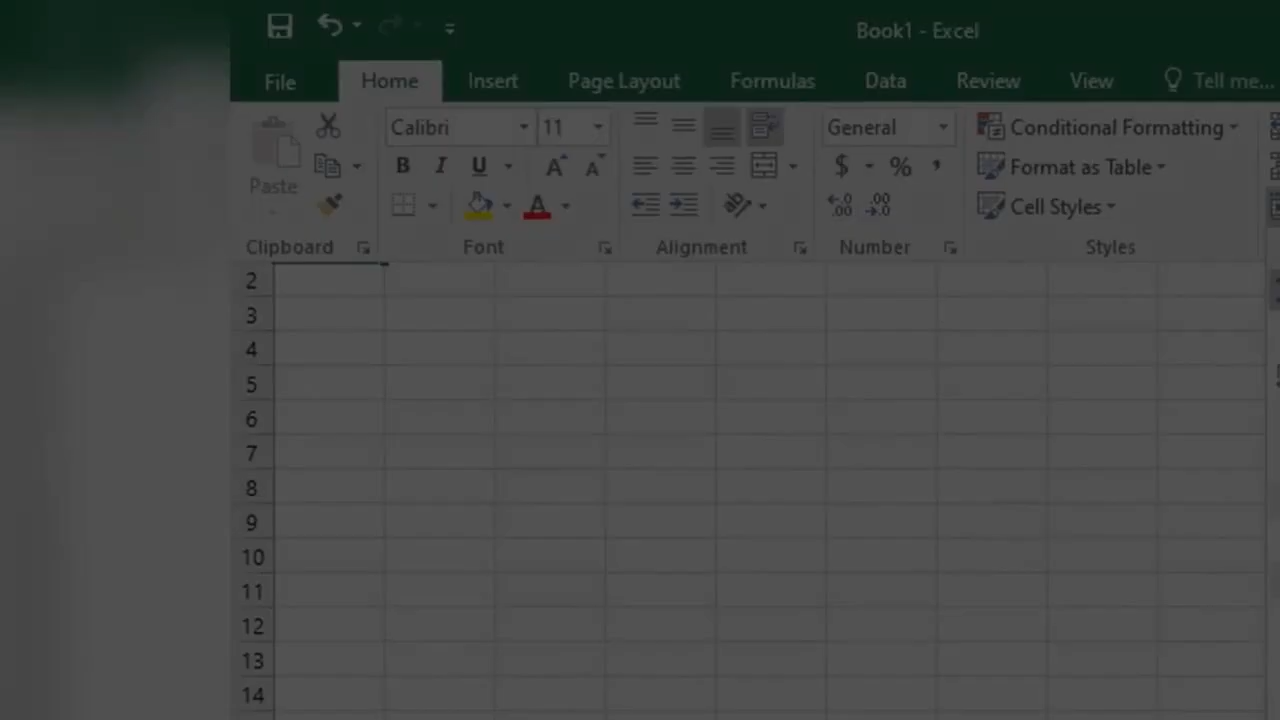 Book1 - Excel
File Home Insert Page Layout Formulas Data Review View Tell me...
Calibri 11 General Conditional Formatting
Paste B I U A A $ % , Format as Table
A .00 .00 Cell Styles
Clipboard Font Alignment Number Styles
2
3
4
5
6
7
8
9
10
11
12
13
14